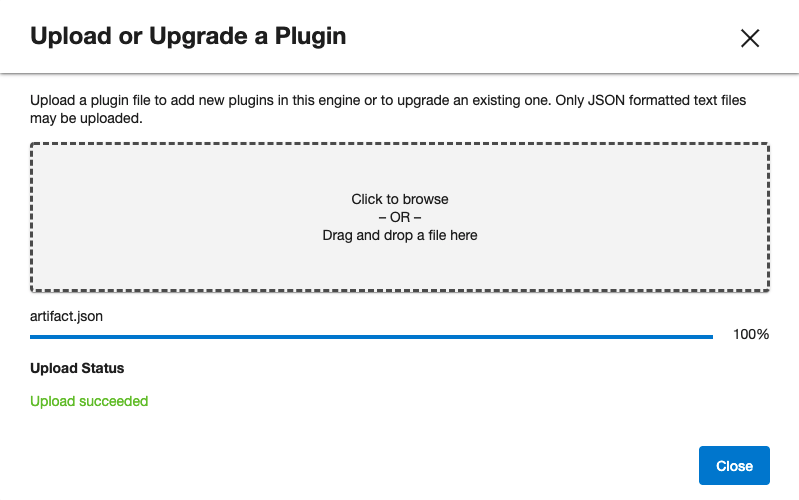 Upload or Upgrade a Plugin
Upload a plugin file to add new plugins in this engine or to upgrade an existing one. Only JSON formatted text files
may be uploaded.
Click to browse
– OR –
Drag and drop a file here
artifact.json
100%
Upload Status
Upload succeeded
Close